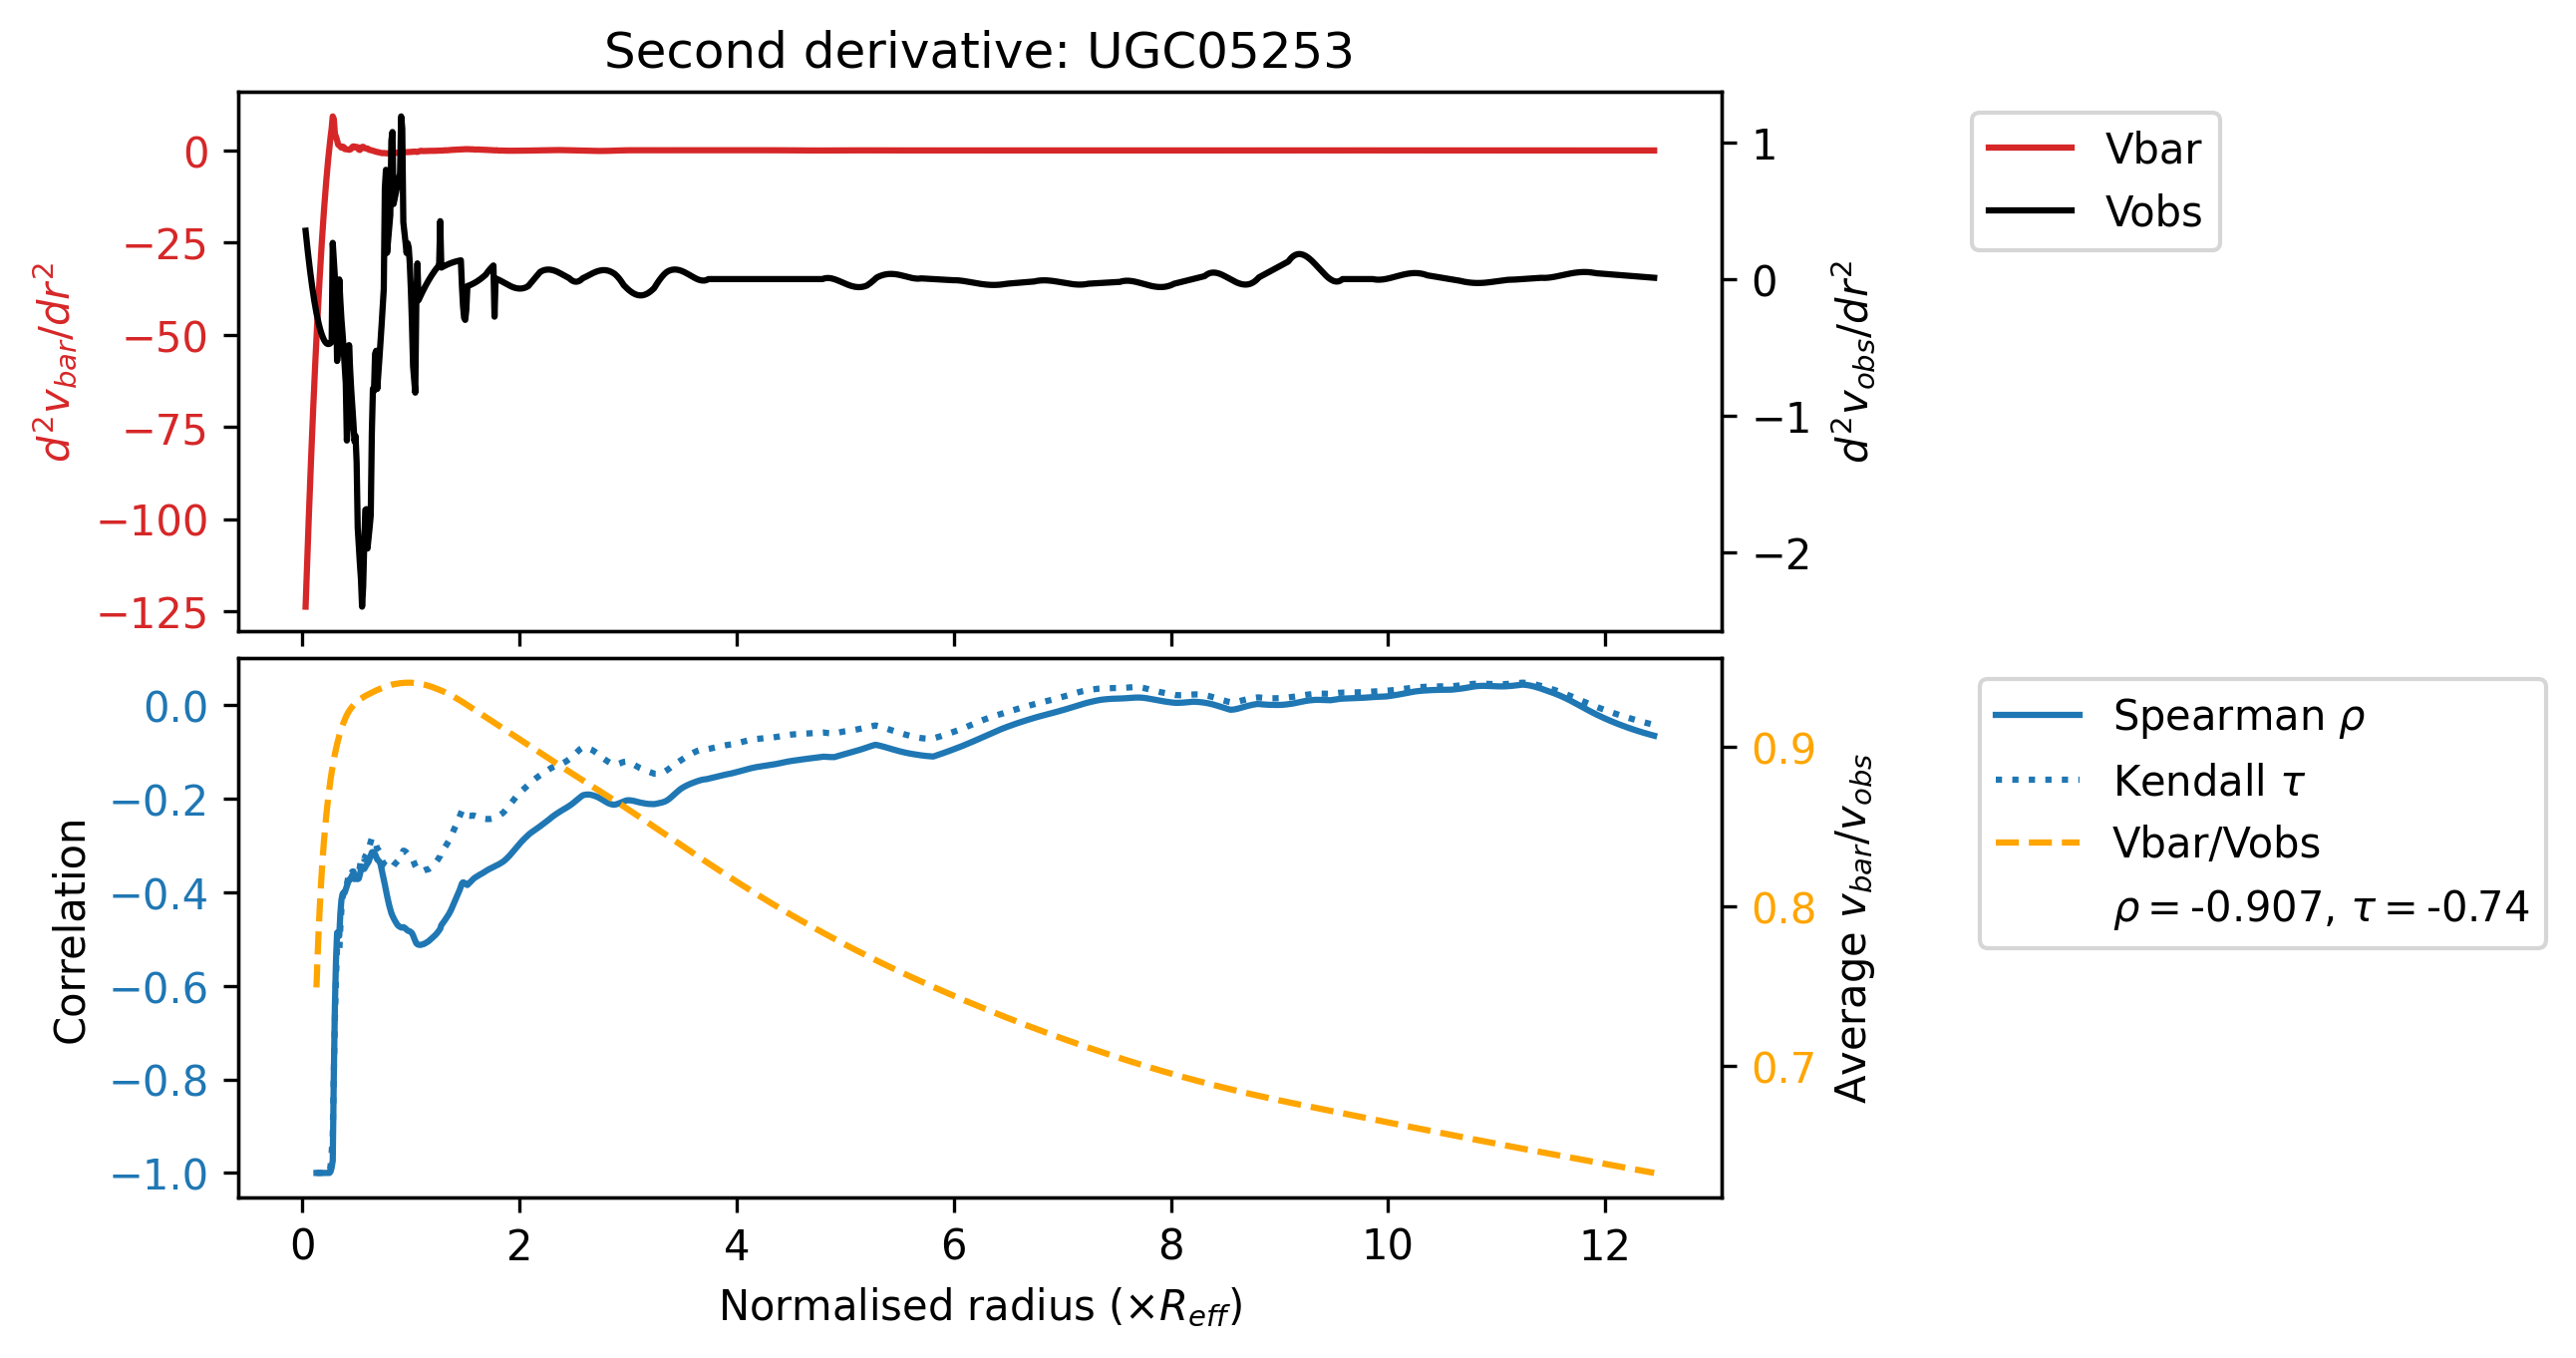 Second derivative: UGC05253
0
−25
−50
−75
−100
−125
d²v_bar/dr²
1
0
−1
−2
d²v_obs/dr²
Vbar
Vobs
0.0
−0.2
−0.4
−0.6
−0.8
−1.0
Correlation
0.9
0.8
0.7
Average v_bar/v_obs
Spearman ρ
Kendall τ
Vbar/Vobs
ρ = -0.907, τ = -0.74
0 2 4 6 8 10 12
Normalised radius (×R_eff)